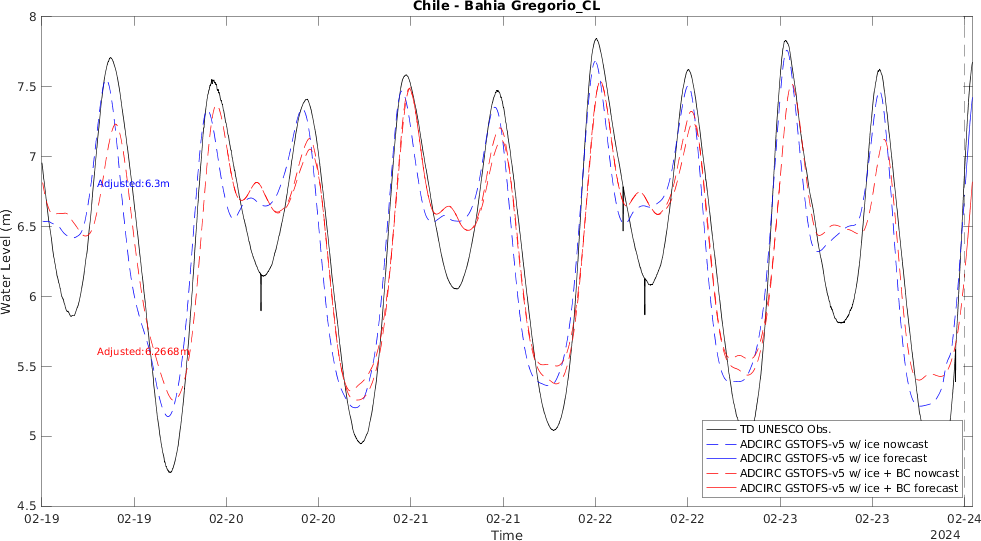 Chile - Bahia Gregorio_CL
8
7.5
7
6.5
6
5.5
5
4.5
Water Level (m)
Adjusted:6.3m
Adjusted:6.2668m
TD UNESCO Obs.
ADCIRC GSTOFS-v5 w/ ice nowcast
ADCIRC GSTOFS-v5 w/ ice forecast
ADCIRC GSTOFS-v5 w/ ice + BC nowcast
ADCIRC GSTOFS-v5 w/ ice + BC forecast
02-19 02-19 02-20 02-20 02-21 02-21 02-22 02-22 02-23 02-23 02-24
Time
2024